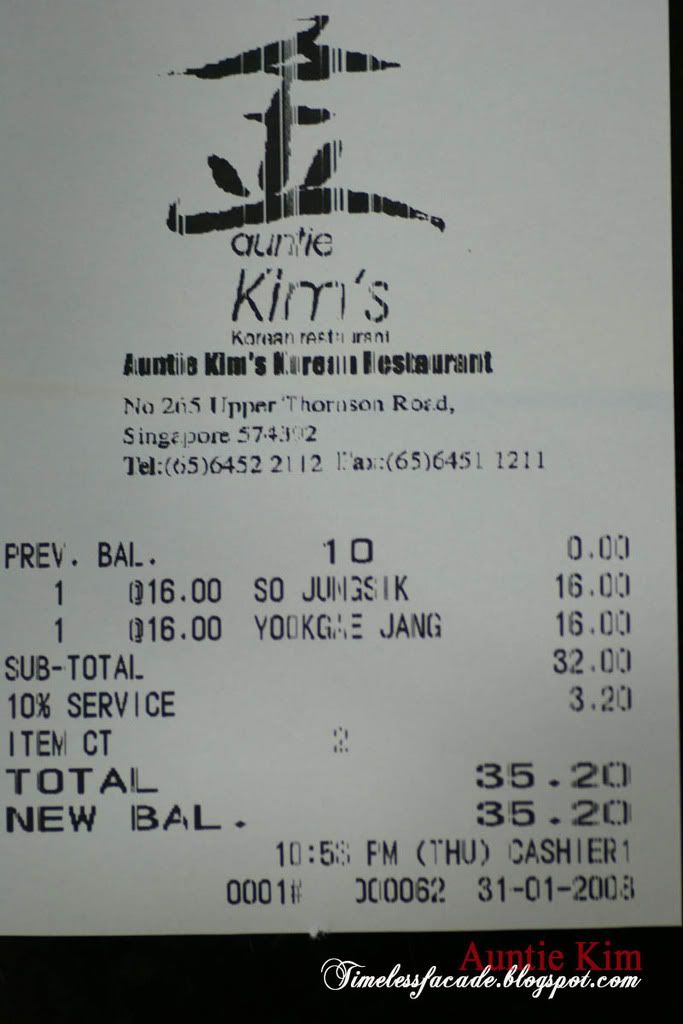 金
auntie
Kim's
Korean restaurant
Auntie Kim's Korean Restaurant
No 265 Upper Thomson Road,
Singapore 574392
Tel:(65)6452 2112 Fax:(65)6451 1211
PREV. BAL. 10 0.00
1 @16.00 SO JUNGSIK 16.00
1 @16.00 YOOKGAE JANG 16.00
SUB-TOTAL 32.00
10% SERVICE 3.20
ITEM CT 2
TOTAL 35.20
NEW BAL. 35.20
10:58 PM (THU) CASHIER1
0001# 000062 31-01-2008
Auntie Kim
Timelessfacade.blogspot.com